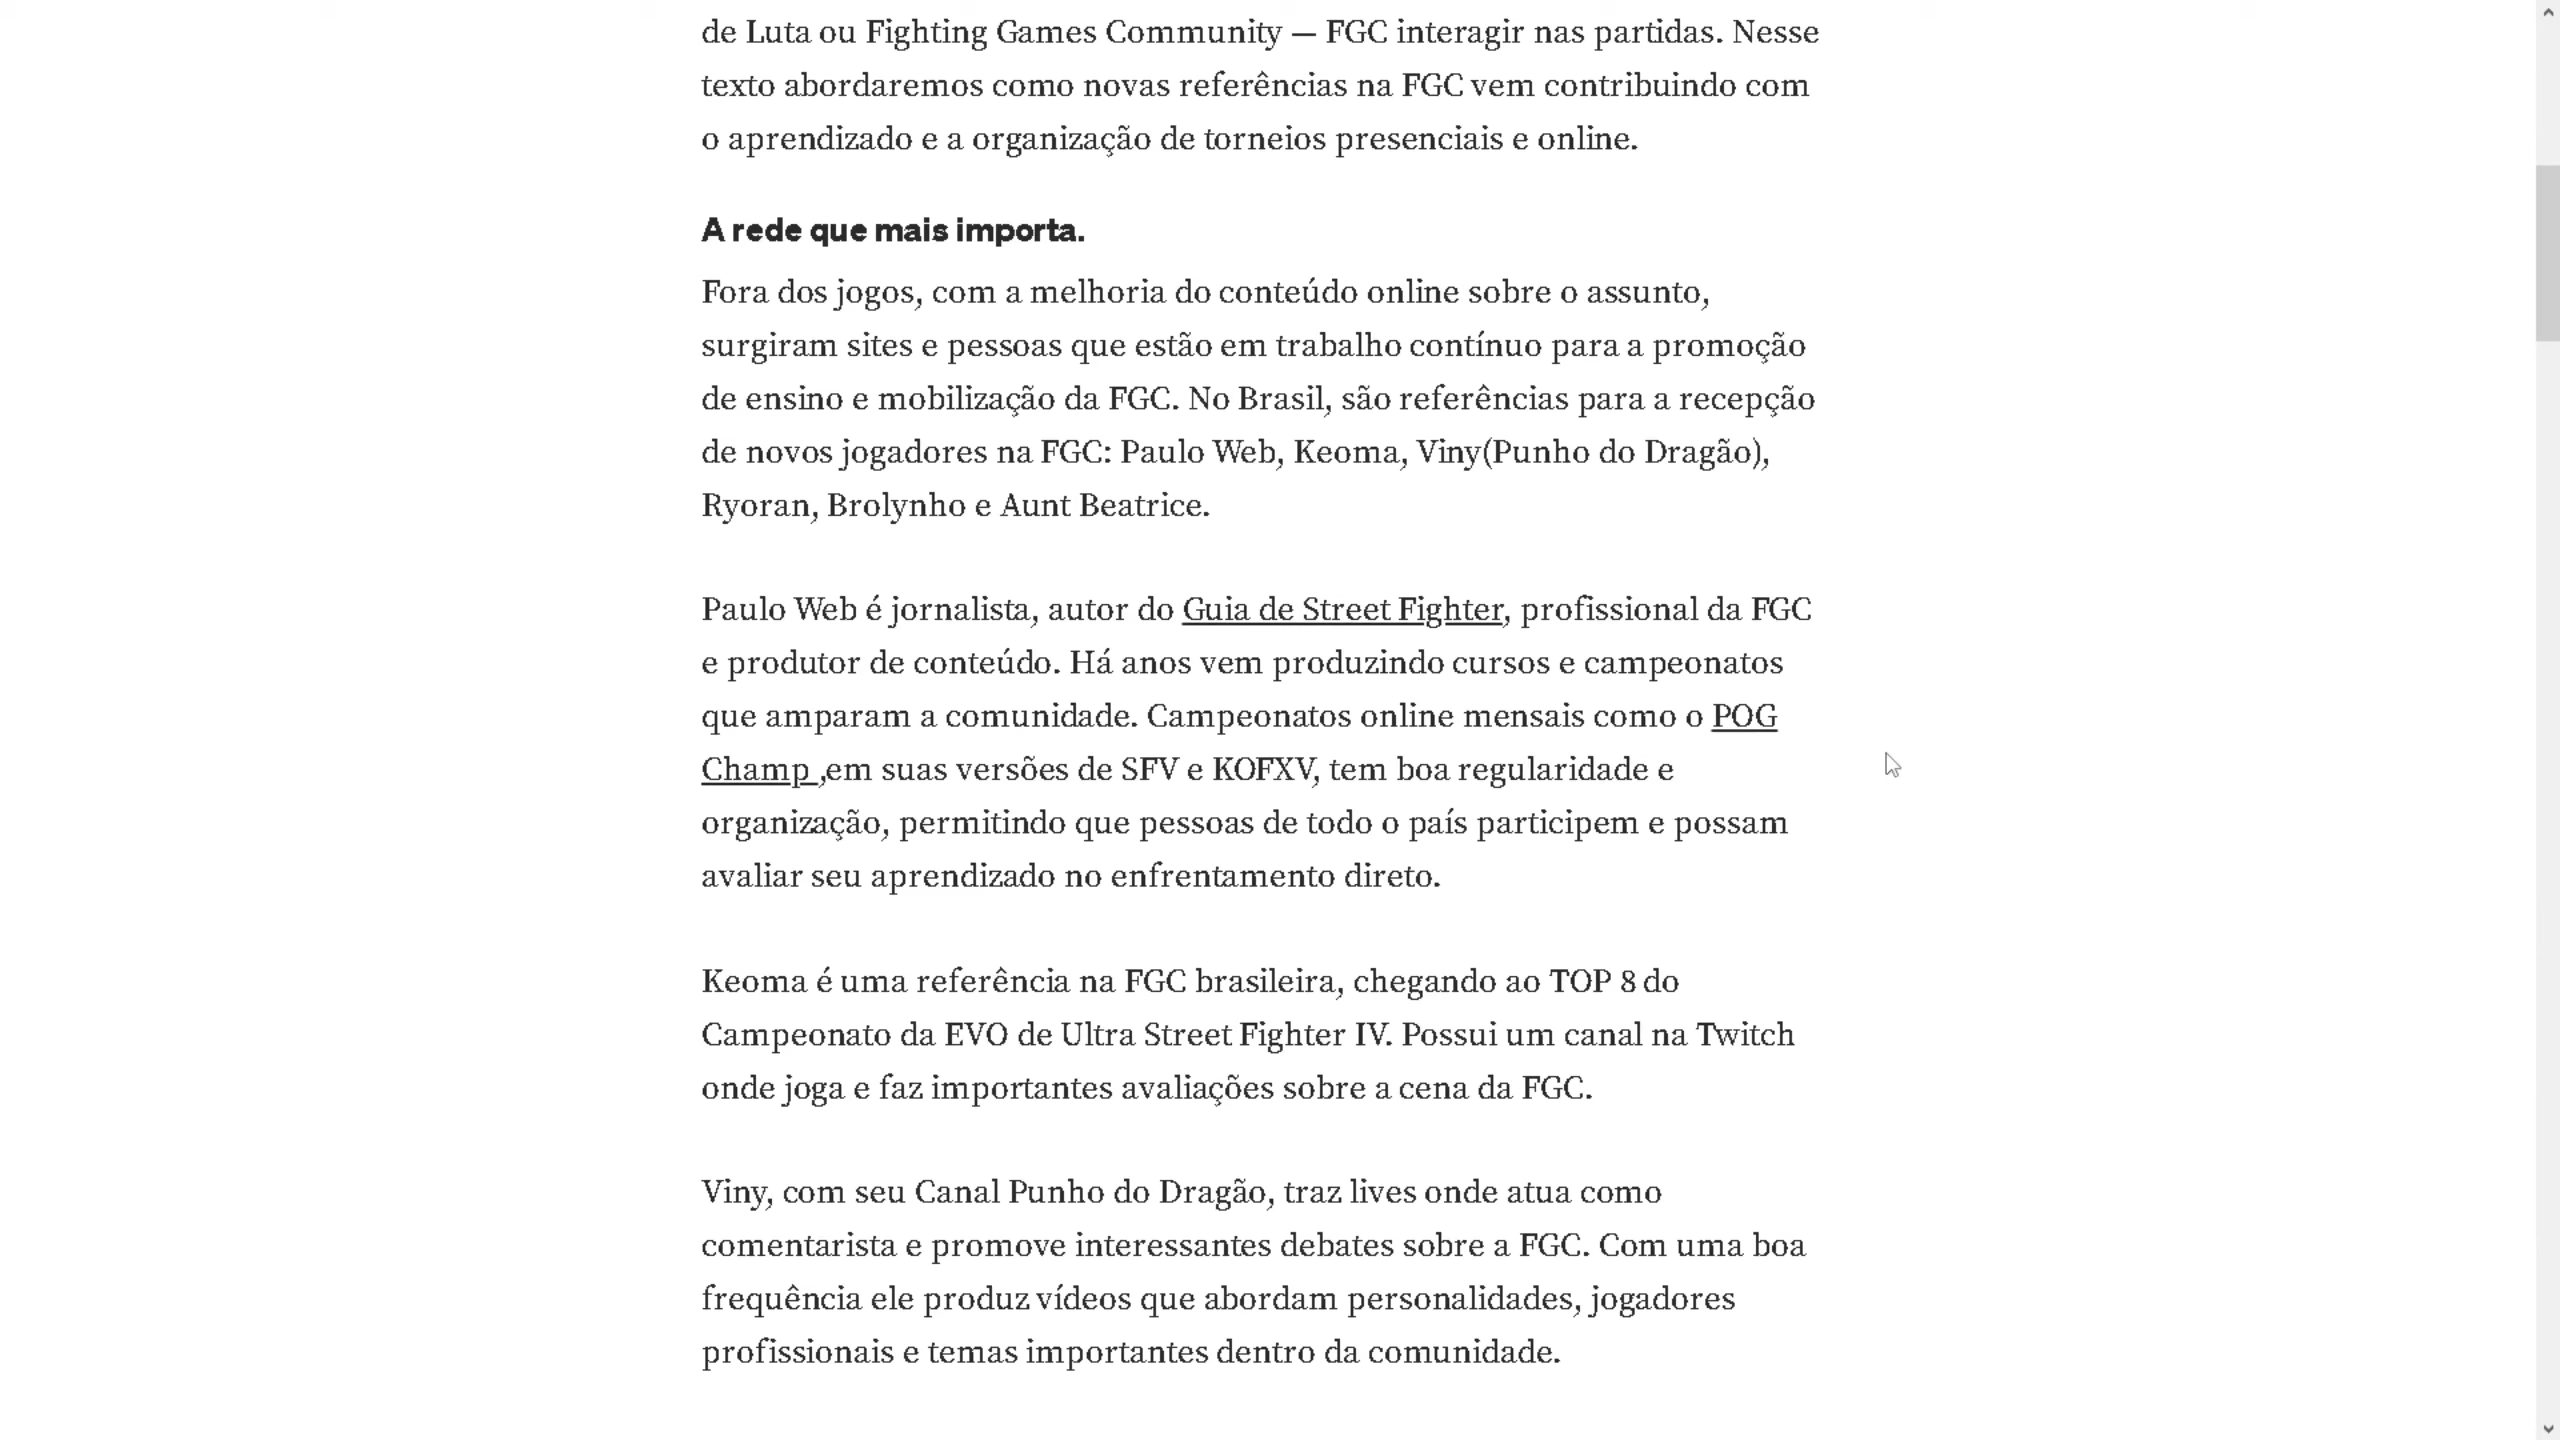 de Luta ou Fighting Games Community — FGC interagir nas partidas. Nesse
texto abordaremos como novas referências na FGC vem contribuindo com
o aprendizado e a organização de torneios presenciais e online.
A rede que mais importa.
Fora dos jogos, com a melhoria do conteúdo online sobre o assunto,
surgiram sites e pessoas que estão em trabalho contínuo para a promoção
de ensino e mobilização da FGC. No Brasil, são referências para a recepção
de novos jogadores na FGC: Paulo Web, Keoma, Viny(Punho do Dragão),
Ryoran, Brolynho e Aunt Beatrice.
Paulo Web é jornalista, autor do Guia de Street Fighter, profissional da FGC
e produtor de conteúdo. Há anos vem produzindo cursos e campeonatos
que amparam a comunidade. Campeonatos online mensais como o POG
Champ ,em suas versões de SFV e KOFXV, tem boa regularidade e
organização, permitindo que pessoas de todo o país participem e possam
avaliar seu aprendizado no enfrentamento direto.
Keoma é uma referência na FGC brasileira, chegando ao TOP 8 do
Campeonato da EVO de Ultra Street Fighter IV. Possui um canal na Twitch
onde joga e faz importantes avaliações sobre a cena da FGC.
Viny, com seu Canal Punho do Dragão, traz lives onde atua como
comentarista e promove interessantes debates sobre a FGC. Com uma boa
frequência ele produz vídeos que abordam personalidades, jogadores
profissionais e temas importantes dentro da comunidade.